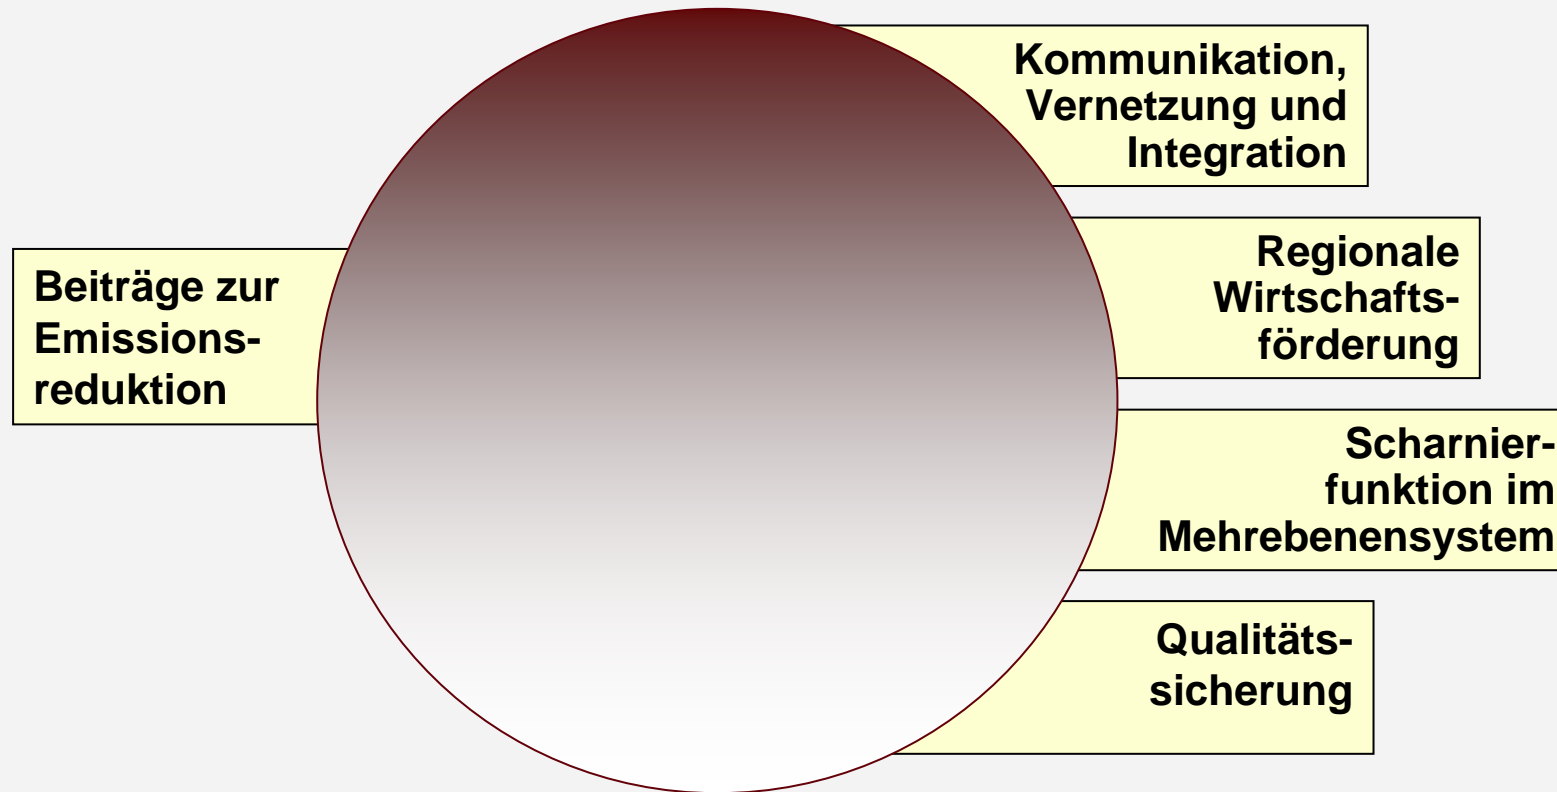 Beiträge zur
Emissions-
reduktion
Kommunikation,
Vernetzung und
Integration
Regionale
Wirtschafts-
förderung
Scharnier-
funktion im
Mehrebenensystem
Qualitäts-
sicherung